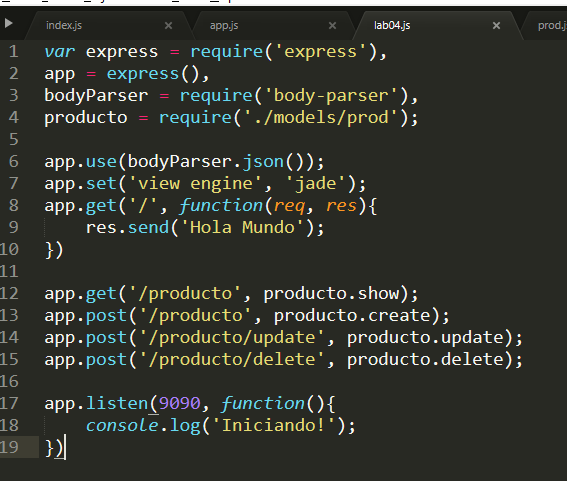 index.js × app.js × lab04.js × prod.j
1 var express = require('express'),
2 app = express(),
3 bodyParser = require('body-parser'),
4 producto = require('./models/prod');
5
6 app.use(bodyParser.json());
7 app.set('view engine', 'jade');
8 app.get('/', function(req, res){
9     res.send('Hola Mundo');
10 })
11
12 app.get('/producto', producto.show);
13 app.post('/producto', producto.create);
14 app.post('/producto/update', producto.update);
15 app.post('/producto/delete', producto.delete);
16
17 app.listen(9090, function(){
18     console.log('Iniciando!');
19 })